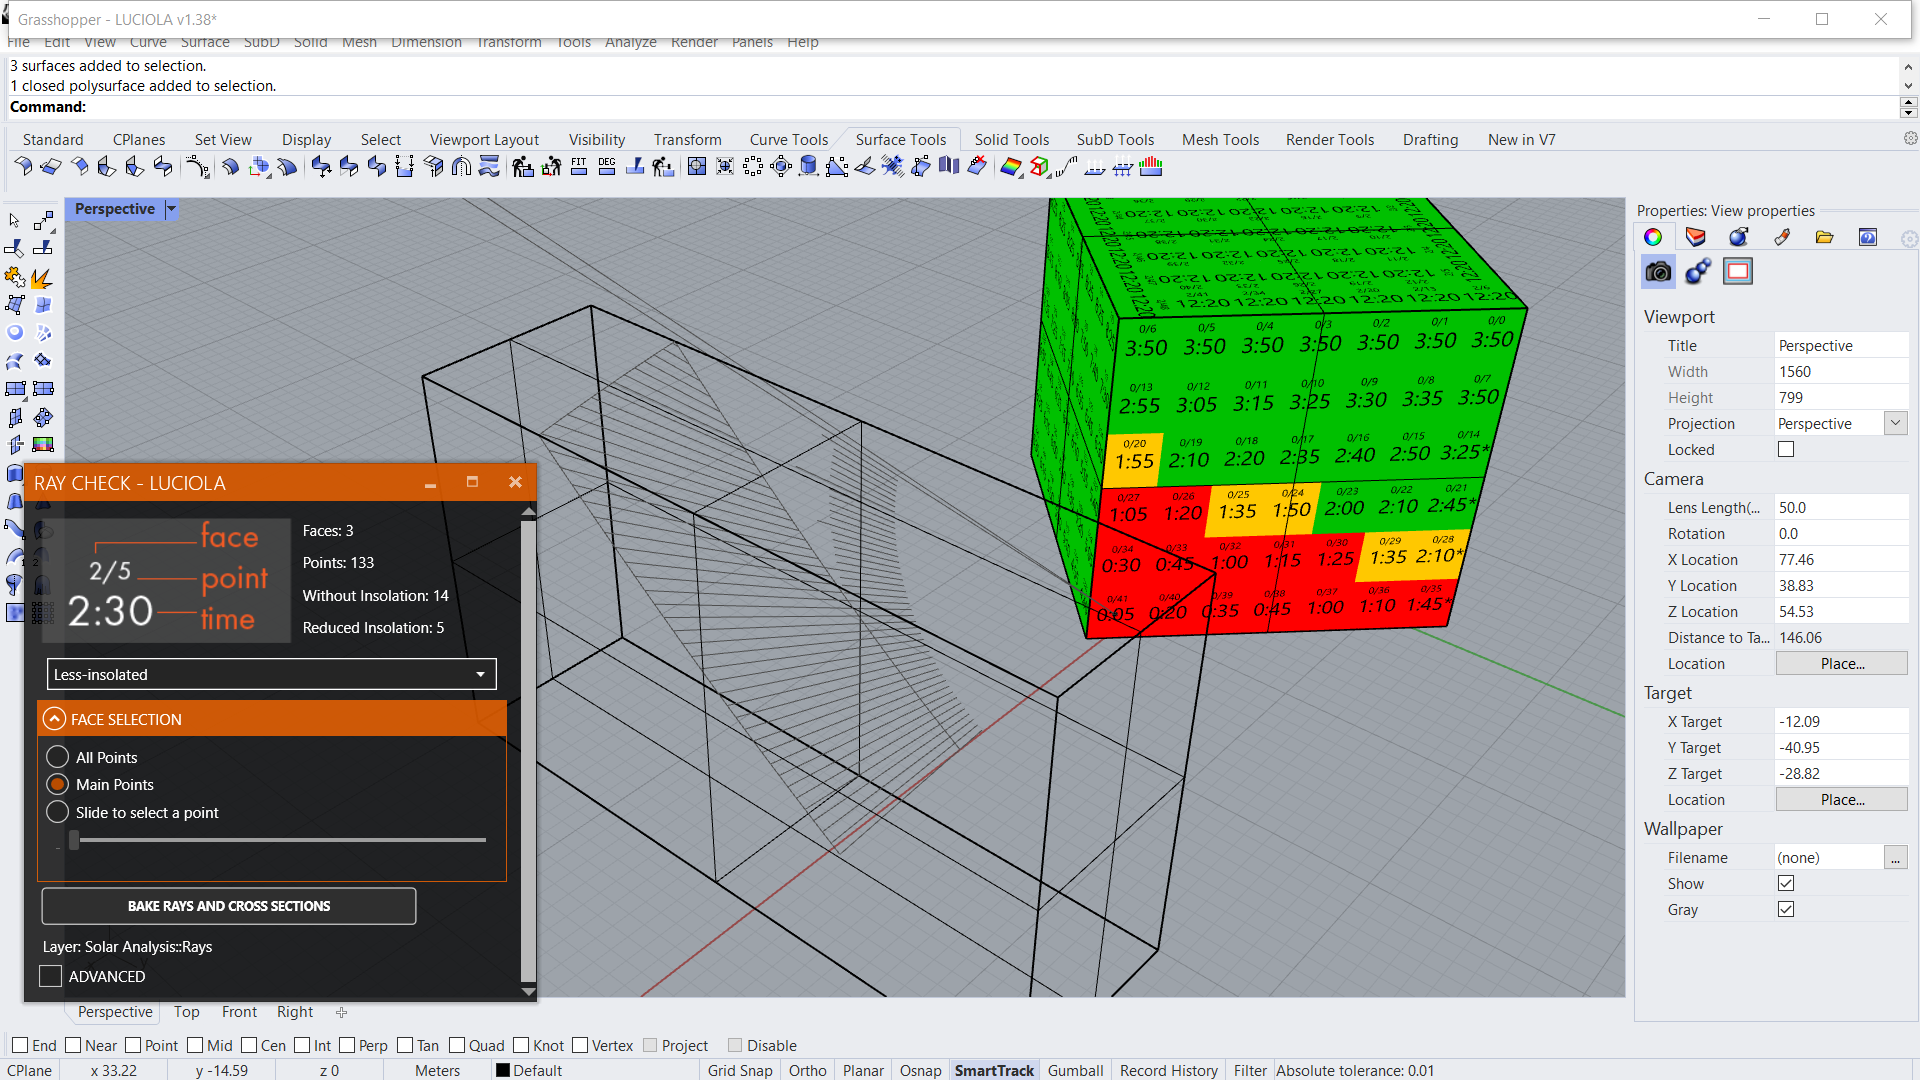 Grasshopper - LUCIOLA v1.38*
File Edit View Curve Surface SubD Solid Mesh Dimension Transform Tools Analyze Render Panels Help
3 surfaces added to selection.
1 closed polysurface added to selection.
Command:
Standard CPlanes Set View Display Select Viewport Layout Visibility Transform Curve Tools Surface Tools Solid Tools SubD Tools Mesh Tools Render Tools Drafting New in V7
FIT DEG
Perspective
0/6 0/5 0/4 0/3 0/2 0/1 0/0
3:50 3:50 3:50 3:50 3:50 3:50 3:50
0/13 0/12 0/11 0/10 0/9 0/8 0/7
2:55 3:05 3:15 3:25 3:30 3:35 3:50
0/20 0/19 0/18 0/17 0/16 0/15 0/14
1:55 2:10 2:20 2:35 2:40 2:50 3:25*
0/27 0/26 0/25 0/24 0/23 0/22 0/21
1:05 1:20 1:35 1:50 2:00 2:10 2:45*
0/34 0/33 0/32 0/31 0/30 0/29 0/28
0:30 0:45 1:00 1:15 1:25 1:35 2:10*
0/41 0/40 0/39 0/38 0/37 0/36 0/35
0:05 0:20 0:35 0:45 1:00 1:10 1:45*
12:20 12:20 12:20 12:20 12:20 12:20
RAY CHECK - LUCIOLA
face
2/5 point
2:30 time
Faces: 3
Points: 133
Without Insolation: 14
Reduced Insolation: 5
Less-insolated
FACE SELECTION
All Points
Main Points
Slide to select a point
BAKE RAYS AND CROSS SECTIONS
Layer: Solar Analysis::Rays
ADVANCED
Properties: View properties
Viewport
Title Perspective
Width 1560
Height 799
Projection Perspective
Locked
Camera
Lens Length(... 50.0
Rotation 0.0
X Location 77.46
Y Location 38.83
Z Location 54.53
Distance to Ta... 146.06
Location Place...
Target
X Target -12.09
Y Target -40.95
Z Target -28.82
Location Place...
Wallpaper
Filename (none) ...
Show
Gray
Perspective Top Front Right
End Near Point Mid Cen Int Perp Tan Quad Knot Vertex Project Disable
CPlane x 33.22 y -14.59 z 0 Meters Default Grid Snap Ortho Planar Osnap SmartTrack Gumball Record History Filter Absolute tolerance: 0.01